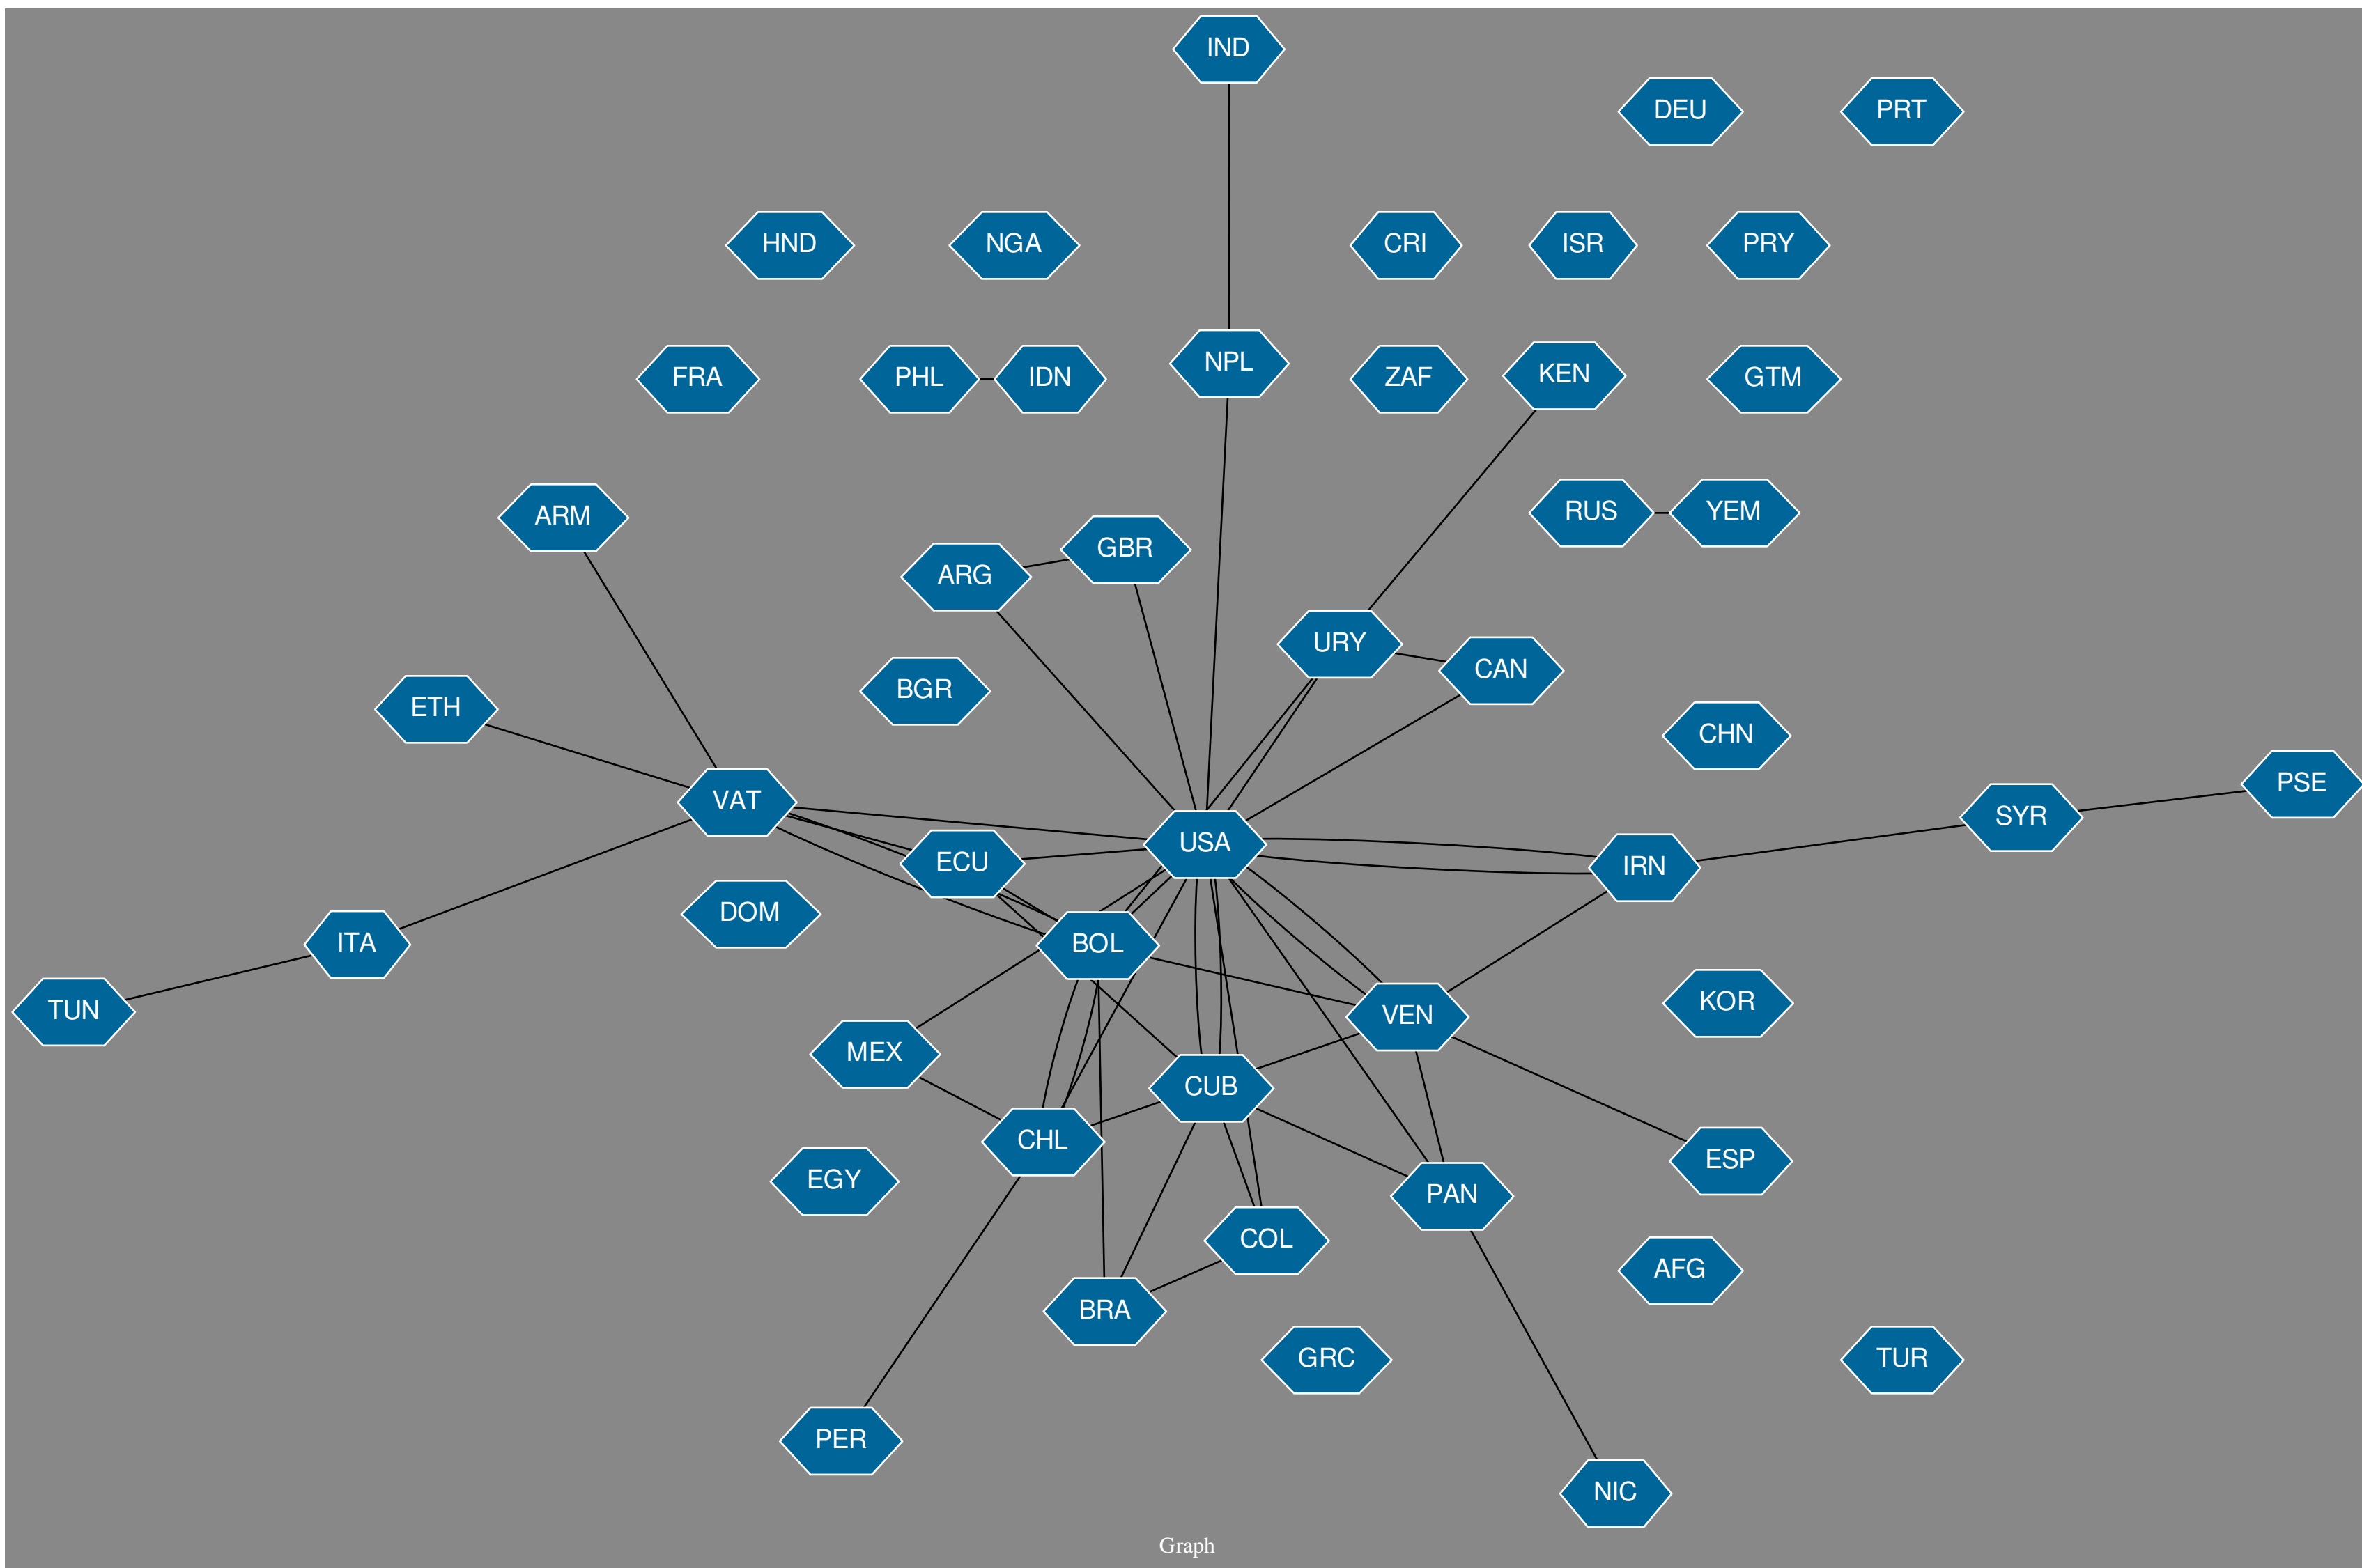 IND
DEU
PRT
HND
NGA
CRI
ISR
PRY
NPL
FRA
PHL
IDN
ZAF
KEN
GTM
ARM
RUS
YEM
GBR
ARG
URY
CAN
BGR
ETH
CHN
PSE
VAT
SYR
USA
ECU
IRN
DOM
ITA
BOL
TUN
KOR
VEN
MEX
CUB
CHL
ESP
EGY
PAN
COL
AFG
BRA
GRC
TUR
PER
NIC
Graph